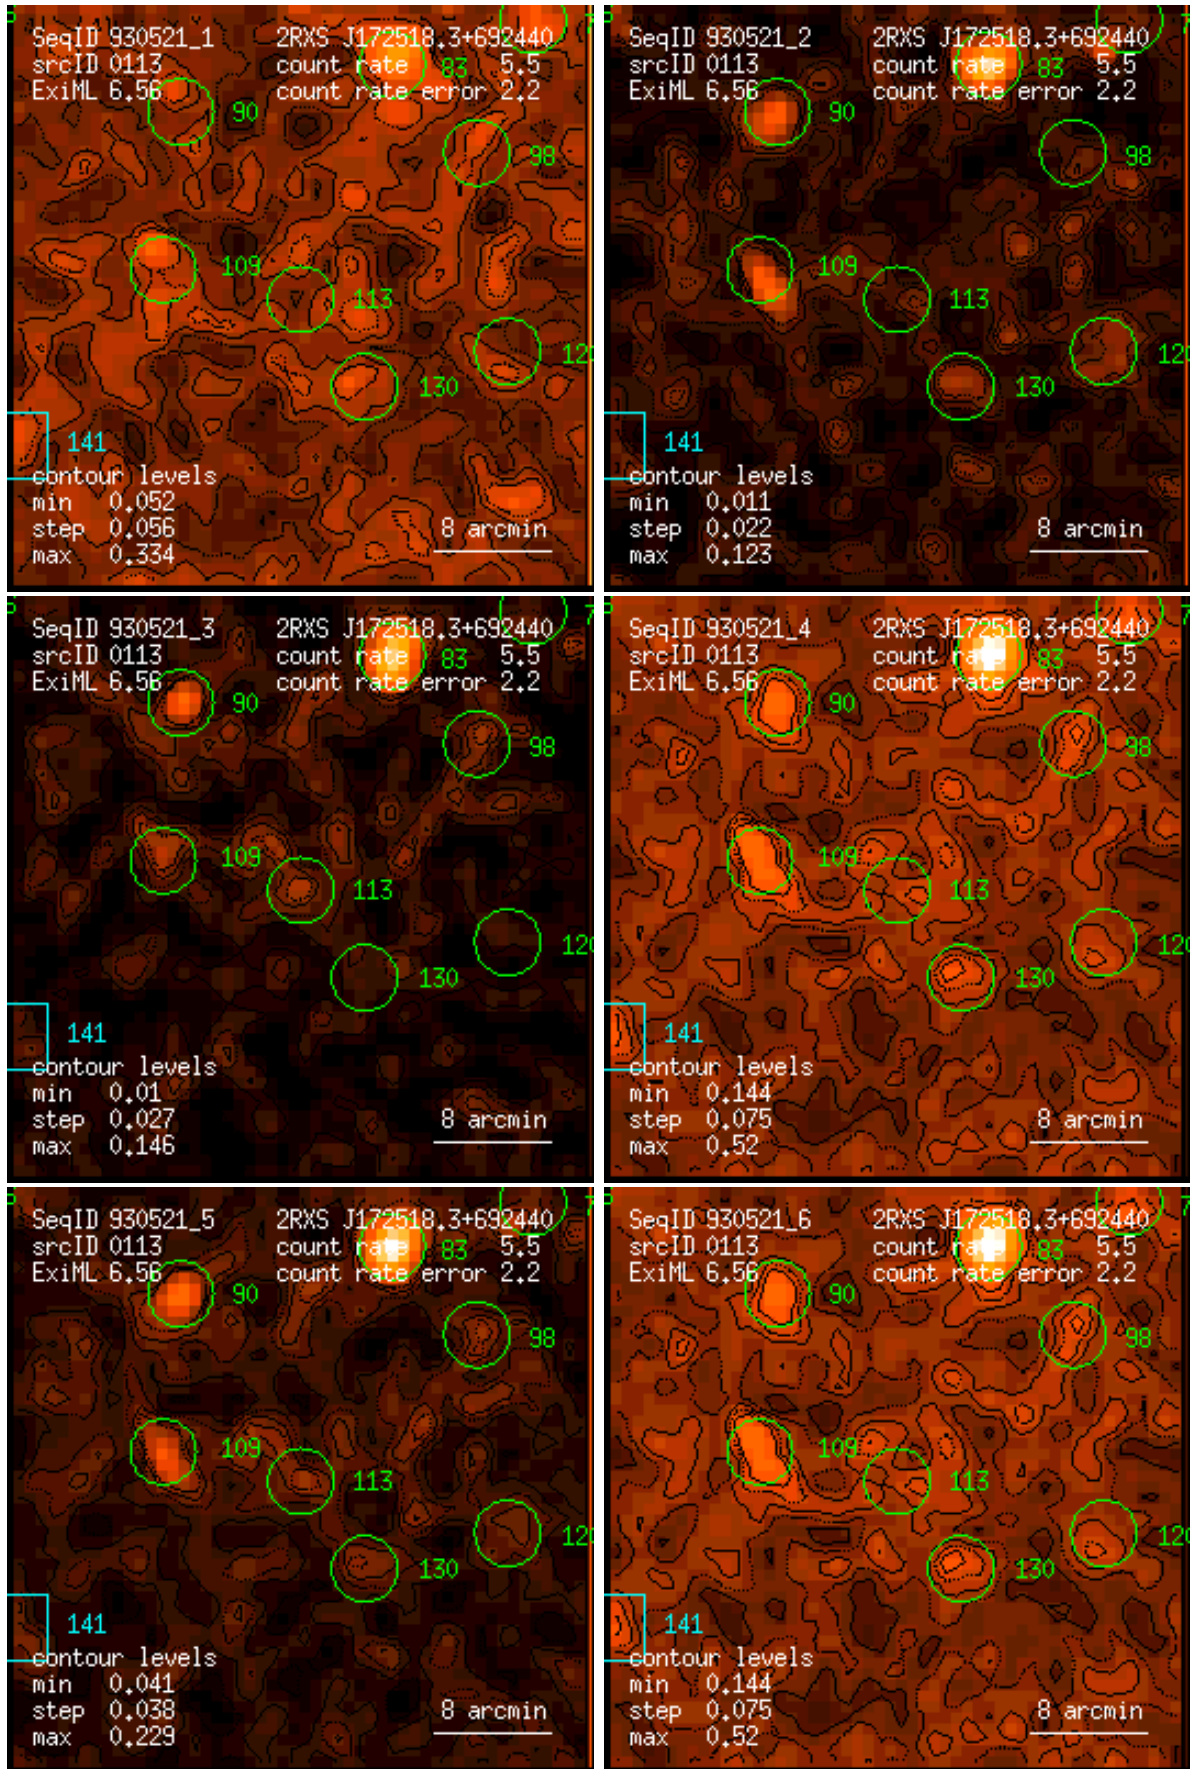 SeqID 930521_1 2RXS J172518.3+692440
srcID 0113 count rate 83 5.5
ExiML 6.56 count rate error 2.2
90
98
109
113
120
130
141
contour levels
min 0.052
step 0.056 8 arcmin
max 0.334
SeqID 930521_2 2RXS J172518.3+692440
srcID 0113 count rate 83 5.5
ExiML 6.56 count rate error 2.2
90
98
109
113
120
130
141
contour levels
min 0.011
step 0.022 8 arcmin
max 0.123
SeqID 930521_3 2RXS J172518.3+692440
srcID 0113 count rate 83 5.5
ExiML 6.56 count rate error 2.2
90
98
109
113
120
130
141
contour levels
min 0.01
step 0.027 8 arcmin
max 0.146
SeqID 930521_4 2RXS J172518.3+692440
srcID 0113 count rate 83 5.5
ExiML 6.56 count rate error 2.2
90
98
109
113
120
130
141
contour levels
min 0.144
step 0.075 8 arcmin
max 0.52
SeqID 930521_5 2RXS J172518.3+692440
srcID 0113 count rate 83 5.5
ExiML 6.56 count rate error 2.2
90
98
109
113
120
130
141
contour levels
min 0.041
step 0.038 8 arcmin
max 0.229
SeqID 930521_6 2RXS J172518.3+692440
srcID 0113 count rate 83 5.5
ExiML 6.56 count rate error 2.2
90
98
109
113
120
130
141
contour levels
min 0.144
step 0.075 8 arcmin
max 0.52